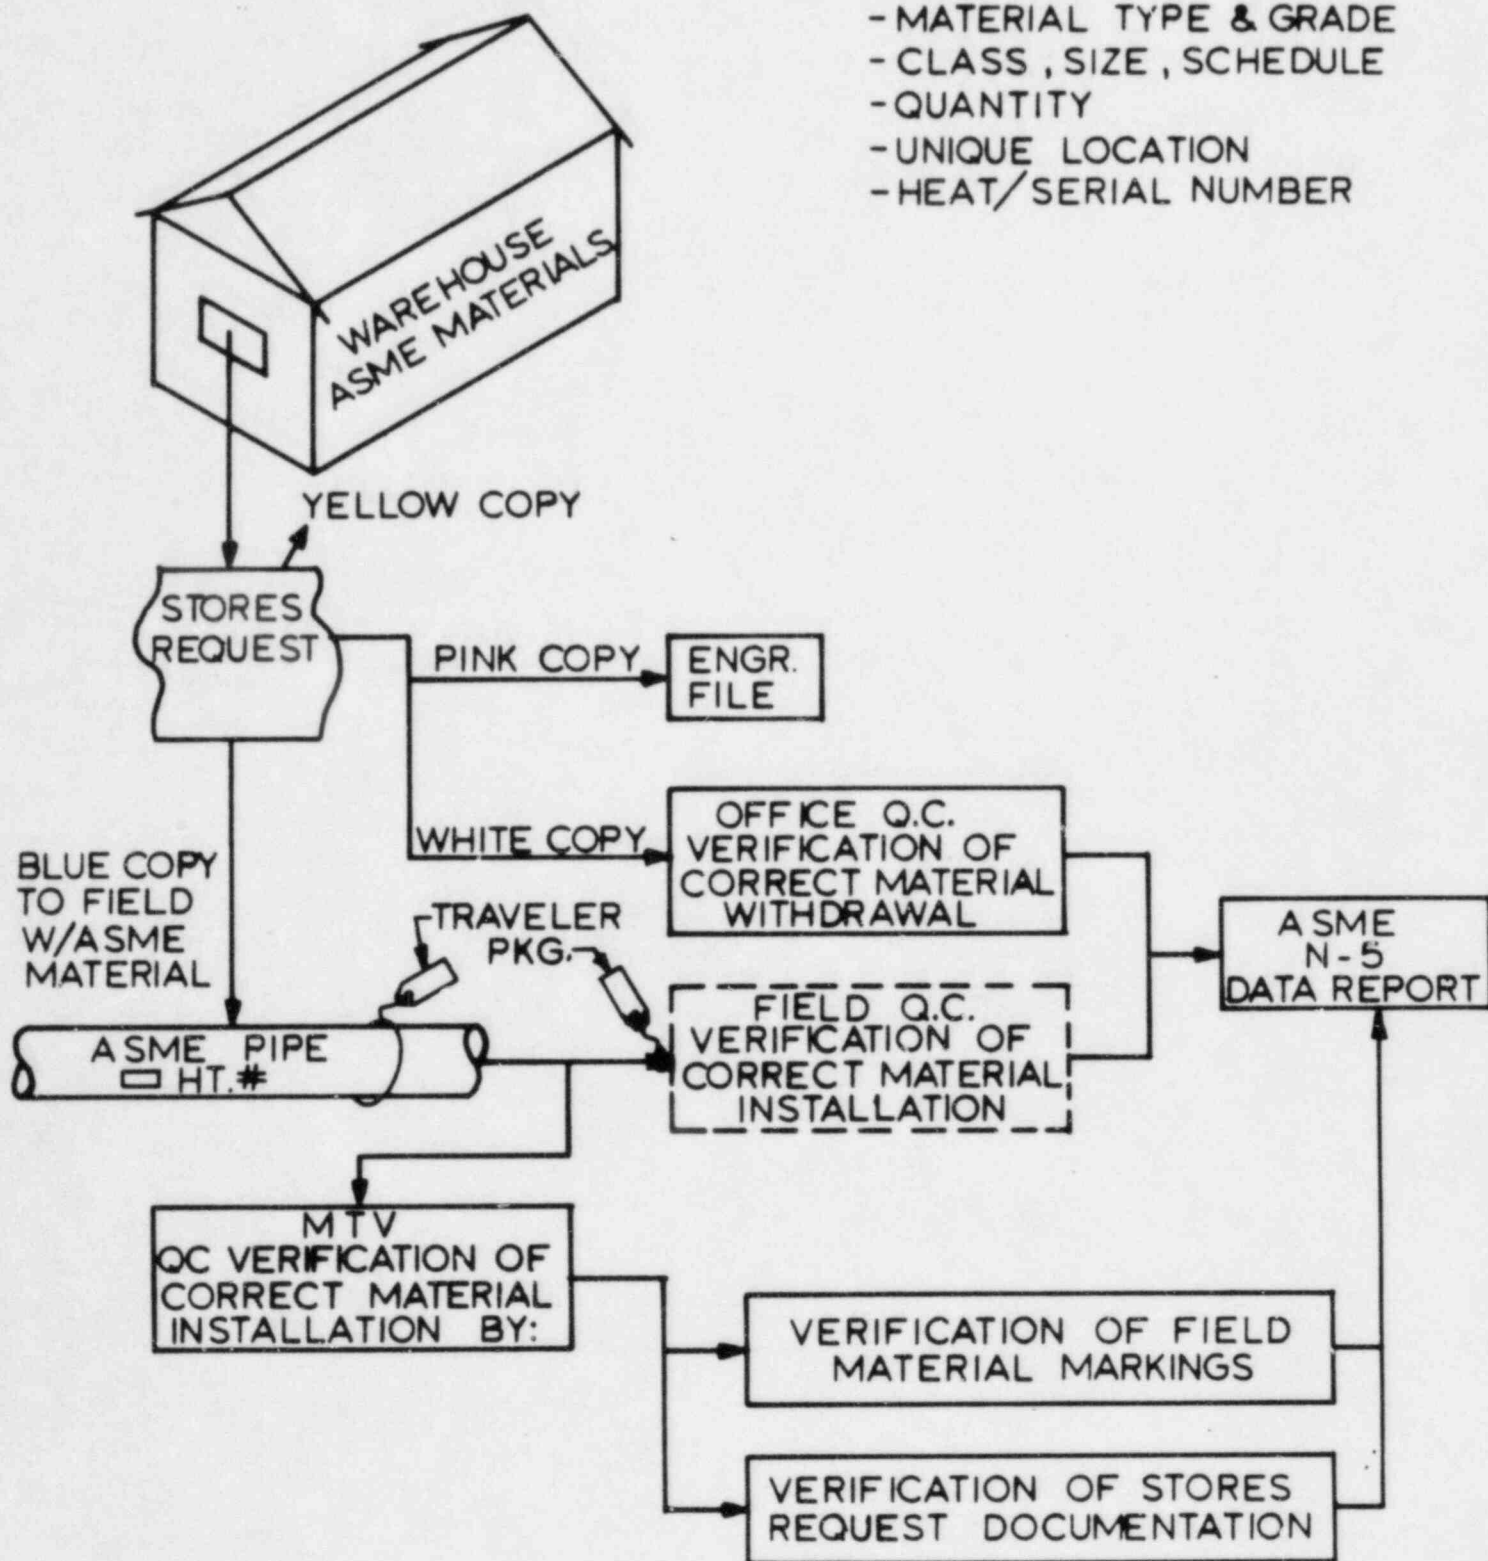 - MATERIAL TYPE & GRADE
- CLASS, SIZE, SCHEDULE
- QUANTITY
- UNIQUE LOCATION
- HEAT/SERIAL NUMBER
WAREHOUSE
ASME MATERIALS
YELLOW COPY
STORES
REQUEST
PINK COPY
ENGR.
FILE
WHITE COPY
OFFICE Q.C.
VERIFICATION OF
CORRECT MATERIAL
WITHDRAWAL
BLUE COPY
TO FIELD
W/ASME
MATERIAL
TRAVELER
PKG.
ASME
N-5
DATA REPORT
ASME PIPE
HT.#
FIELD Q.C.
VERIFICATION OF
CORRECT MATERIAL
INSTALLATION
MTV
QC VERIFICATION OF
CORRECT MATERIAL
INSTALLATION BY:
VERIFICATION OF FIELD
MATERIAL MARKINGS
VERIFICATION OF STORES
REQUEST DOCUMENTATION